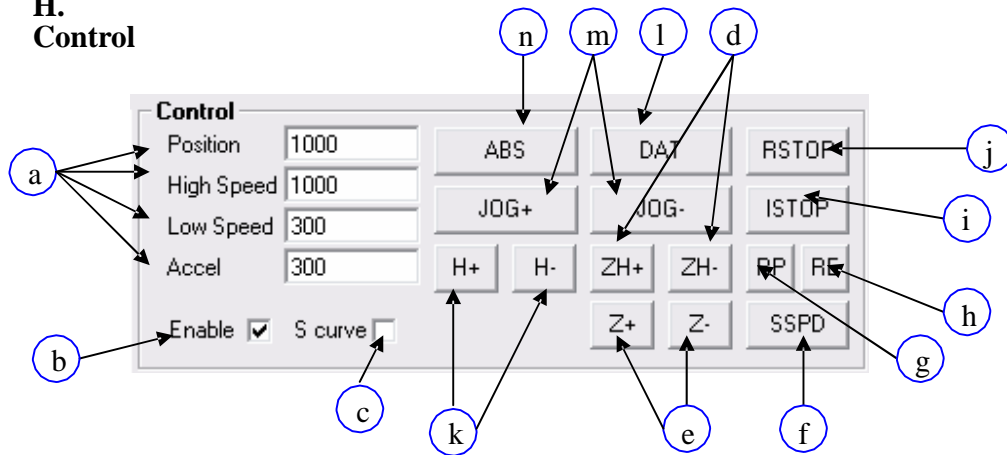 H.
Control
n m l d
Control
Position 1000 ABS DAT RSTOP
a j
High Speed 1000
JOG+ JOG- ISTOP
Low Speed 300 i
Accel 300 H+ H- ZH+ ZH- RP RE
h
Enable S curve Z+ Z- SSPD
b g
c k e f